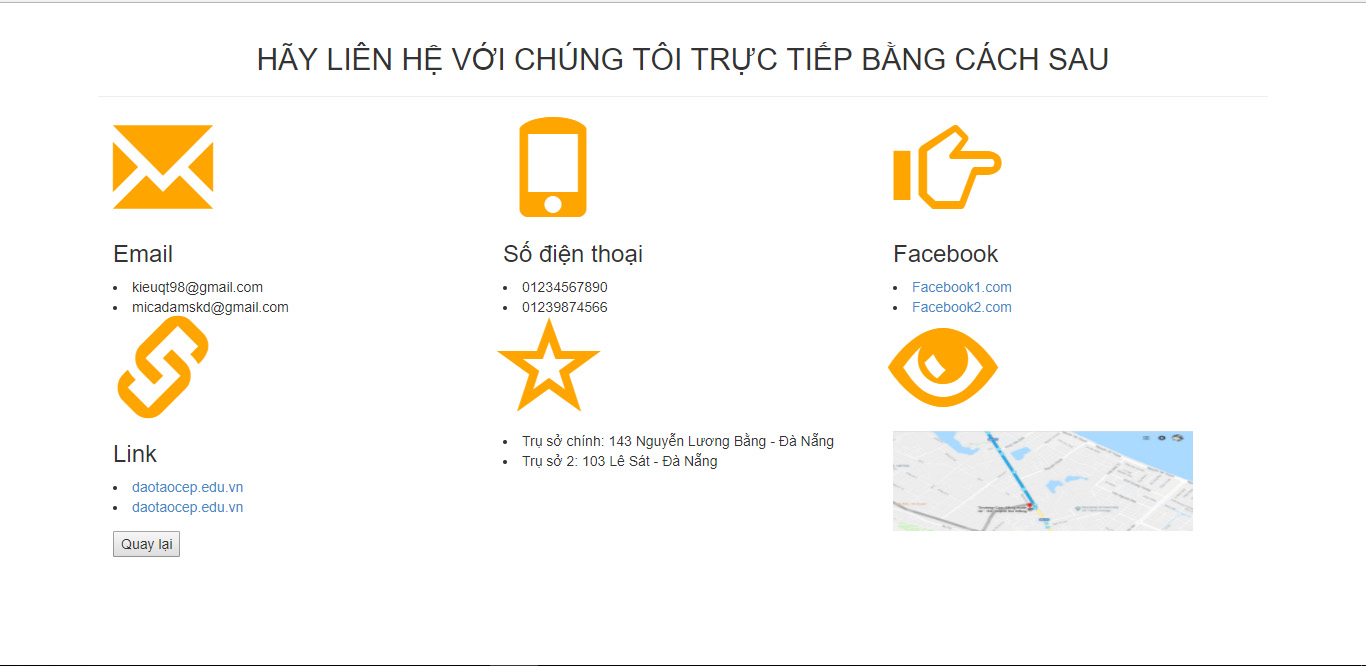 HÃY LIÊN HỆ VỚI CHÚNG TÔI TRỰC TIẾP BẰNG CÁCH SAU
Email
kieuqt98@gmail.com
micadamskd@gmail.com
Số điện thoại
01234567890
01239874566
Facebook
Facebook1.com
Facebook2.com
Link
daotaocep.edu.vn
daotaocep.edu.vn
Trụ sở chính: 143 Nguyễn Lương Bằng - Đà Nẵng
Trụ sở 2: 103 Lê Sát - Đà Nẵng
Quay lại